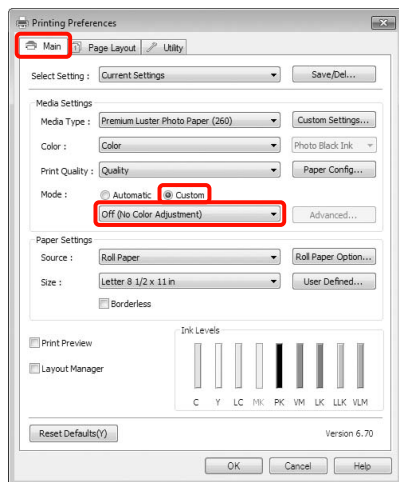 Printing Preferences
Main Page Layout Utility
Select Setting : Current Settings Save/Del...
Media Settings
Media Type : Premium Luster Photo Paper (260) Custom Settings...
Color : Color Photo Black Ink
Print Quality : Quality Paper Config...
Mode : Automatic Custom
Off (No Color Adjustment) Advanced...
Paper Settings
Source : Roll Paper Roll Paper Option...
Size : Letter 8 1/2 x 11 in User Defined...
Borderless
Ink Levels
Print Preview
Layout Manager
C Y LC MK PK VM LK LLK VLM
Reset Defaults(Y) Version 6.70
OK Cancel Help